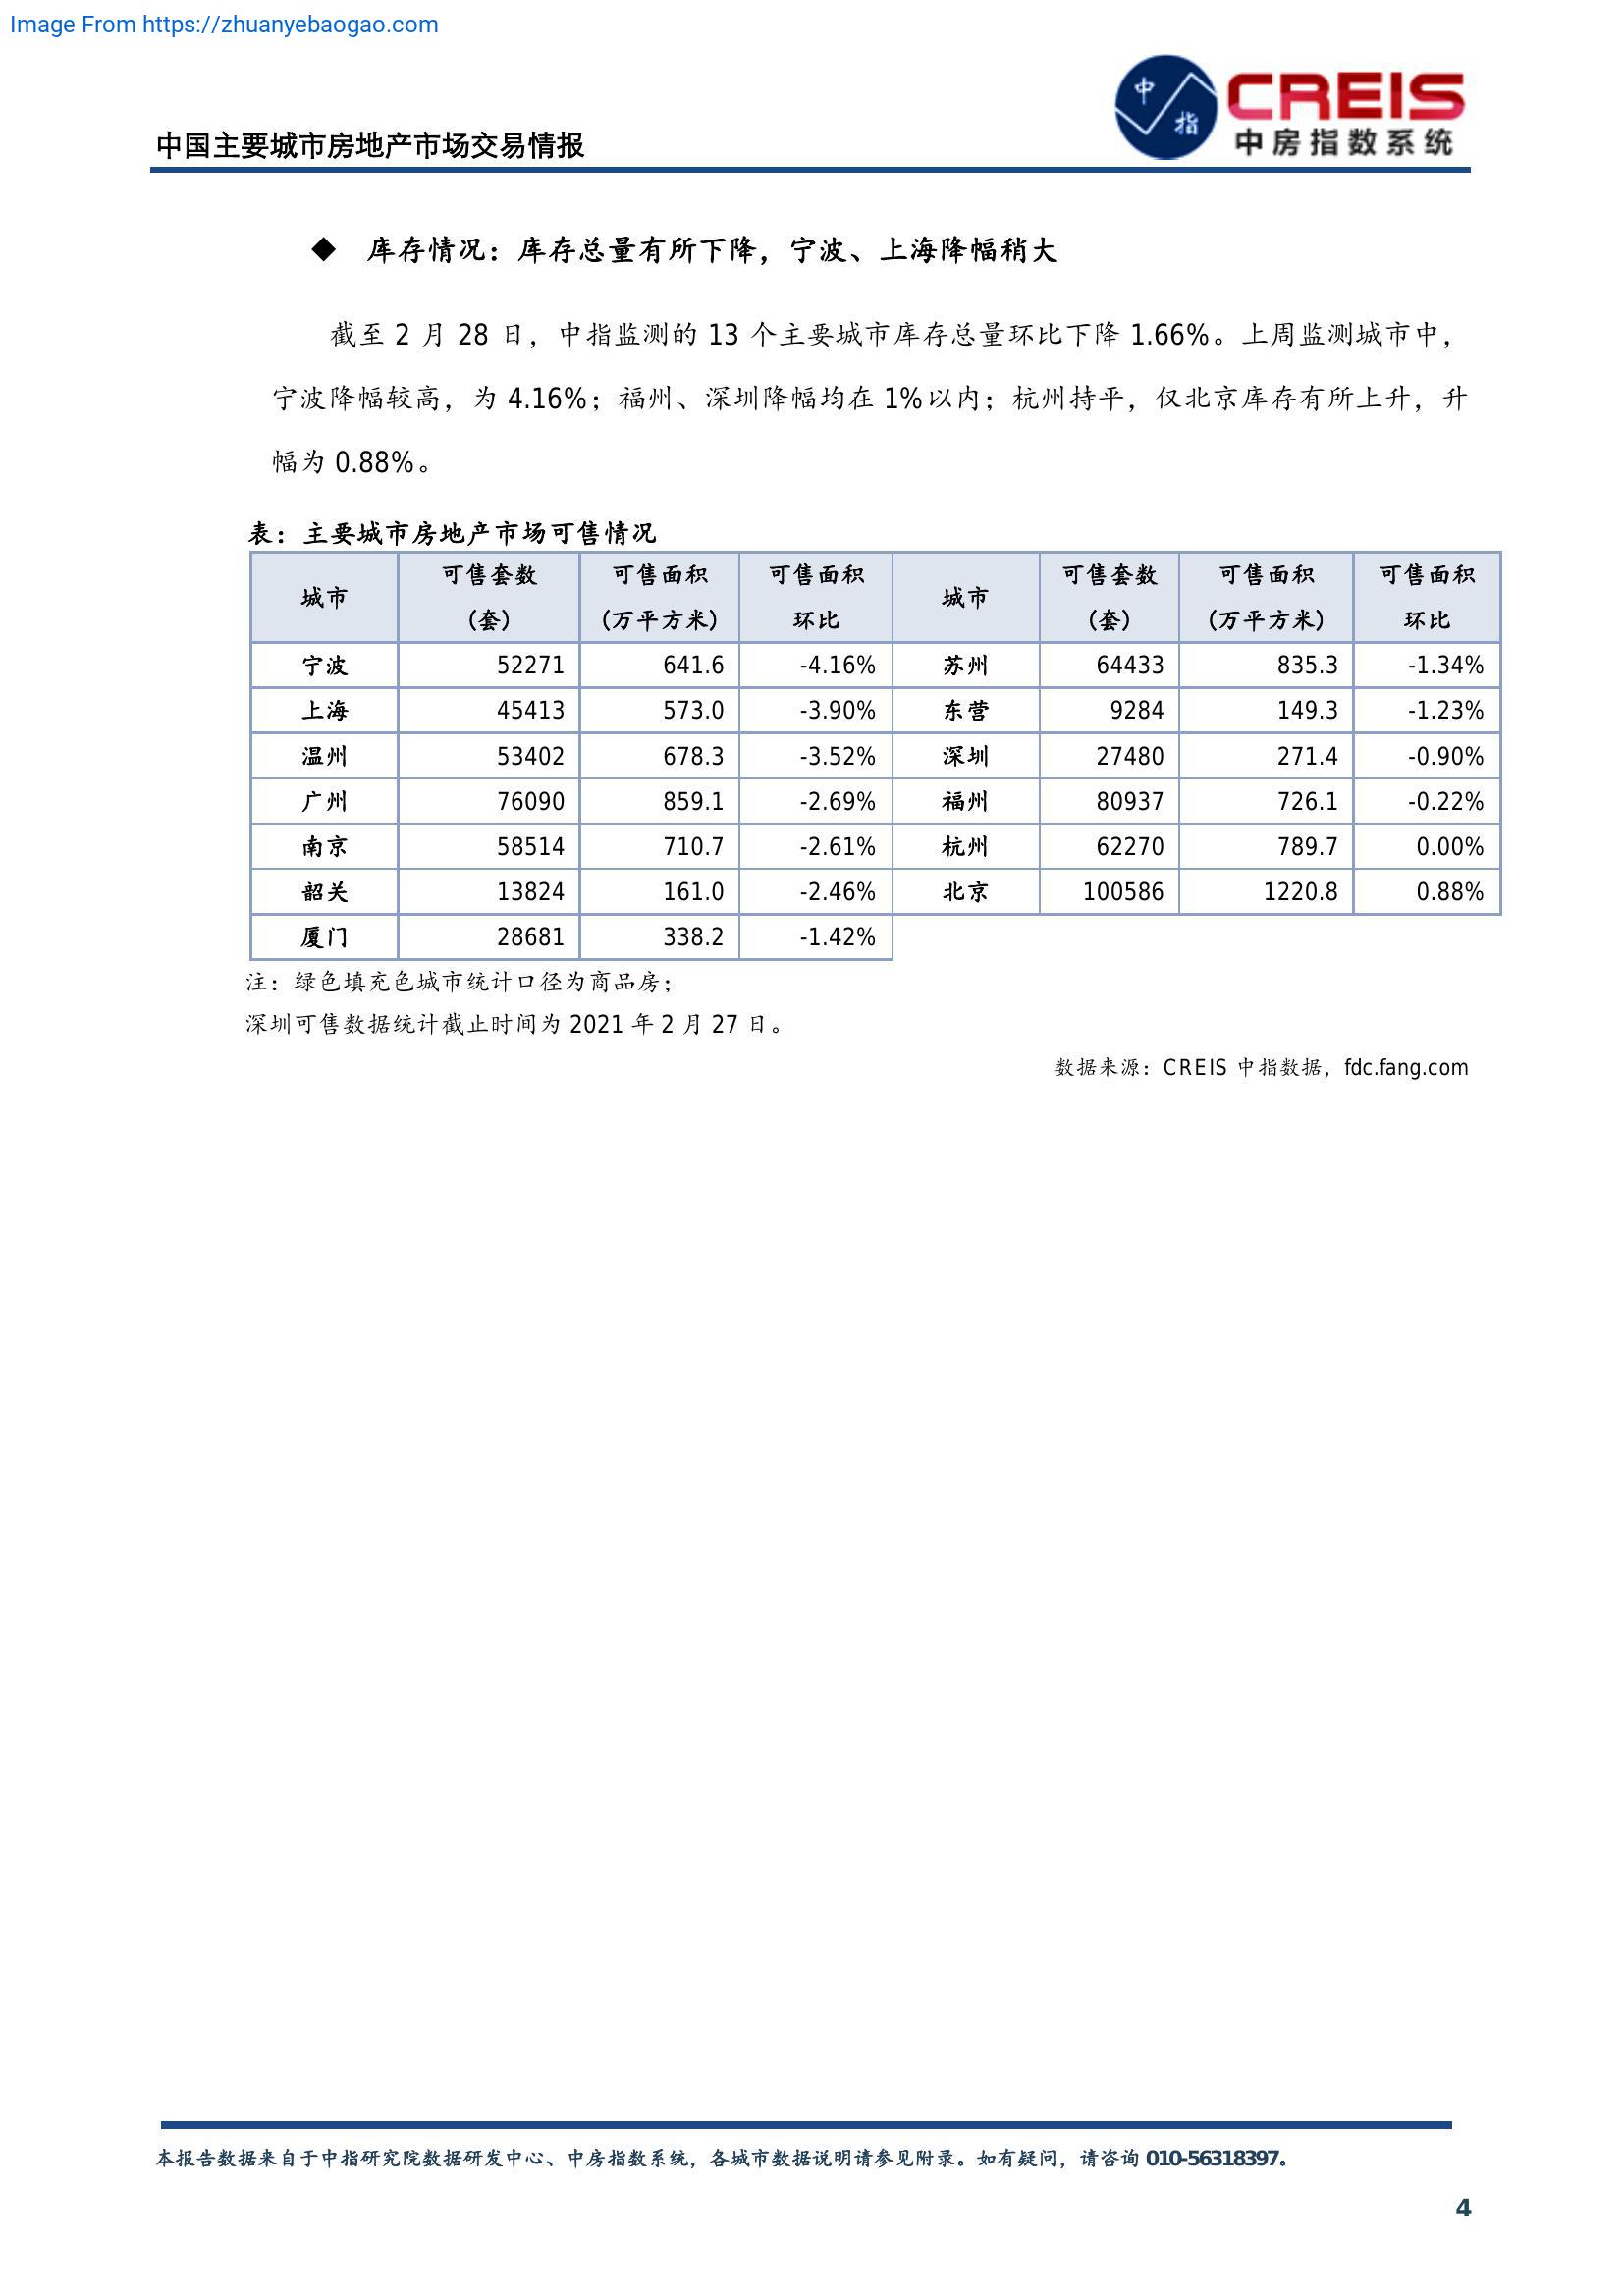 Image From https://zhuanyebaogao.com
中 指
CREIS
中房指数系统
中国主要城市房地产市场交易情报
◆ 库存情况：库存总量有所下降，宁波、上海降幅稍大
截至 2 月 28 日，中指监测的 13 个主要城市库存总量环比下降 1.66%。上周监测城市中，
宁波降幅较高，为 4.16%；福州、深圳降幅均在 1%以内；杭州持平，仅北京库存有所上升，升
幅为 0.88%。
表：主要城市房地产市场可售情况
城市 可售套数（套） 可售面积（万平方米） 可售面积环比 城市 可售套数（套） 可售面积（万平方米） 可售面积环比
宁波 52271 641.6 -4.16% 苏州 64433 835.3 -1.34%
上海 45413 573.0 -3.90% 东营 9284 149.3 -1.23%
温州 53402 678.3 -3.52% 深圳 27480 271.4 -0.90%
广州 76090 859.1 -2.69% 福州 80937 726.1 -0.22%
南京 58514 710.7 -2.61% 杭州 62270 789.7 0.00%
韶关 13824 161.0 -2.46% 北京 100586 1220.8 0.88%
厦门 28681 338.2 -1.42%
注：绿色填充色城市统计口径为商品房；
深圳可售数据统计截止时间为 2021 年 2 月 27 日。
数据来源：CREIS 中指数据，fdc.fang.com
本报告数据来自于中指研究院数据研发中心、中房指数系统，各城市数据说明请参见附录。如有疑问，请咨询 010-56318397。
4